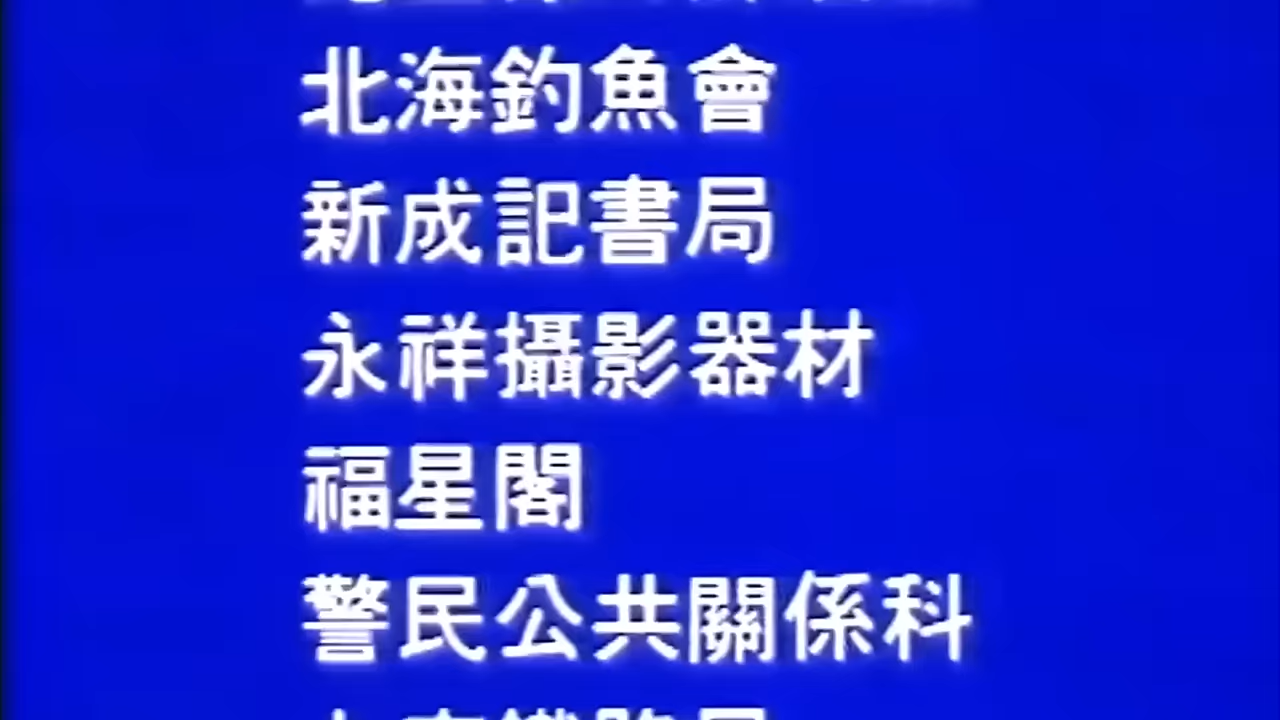 北海釣魚會
新成記書局
永祥攝影器材
福星閣
警民公共關係科